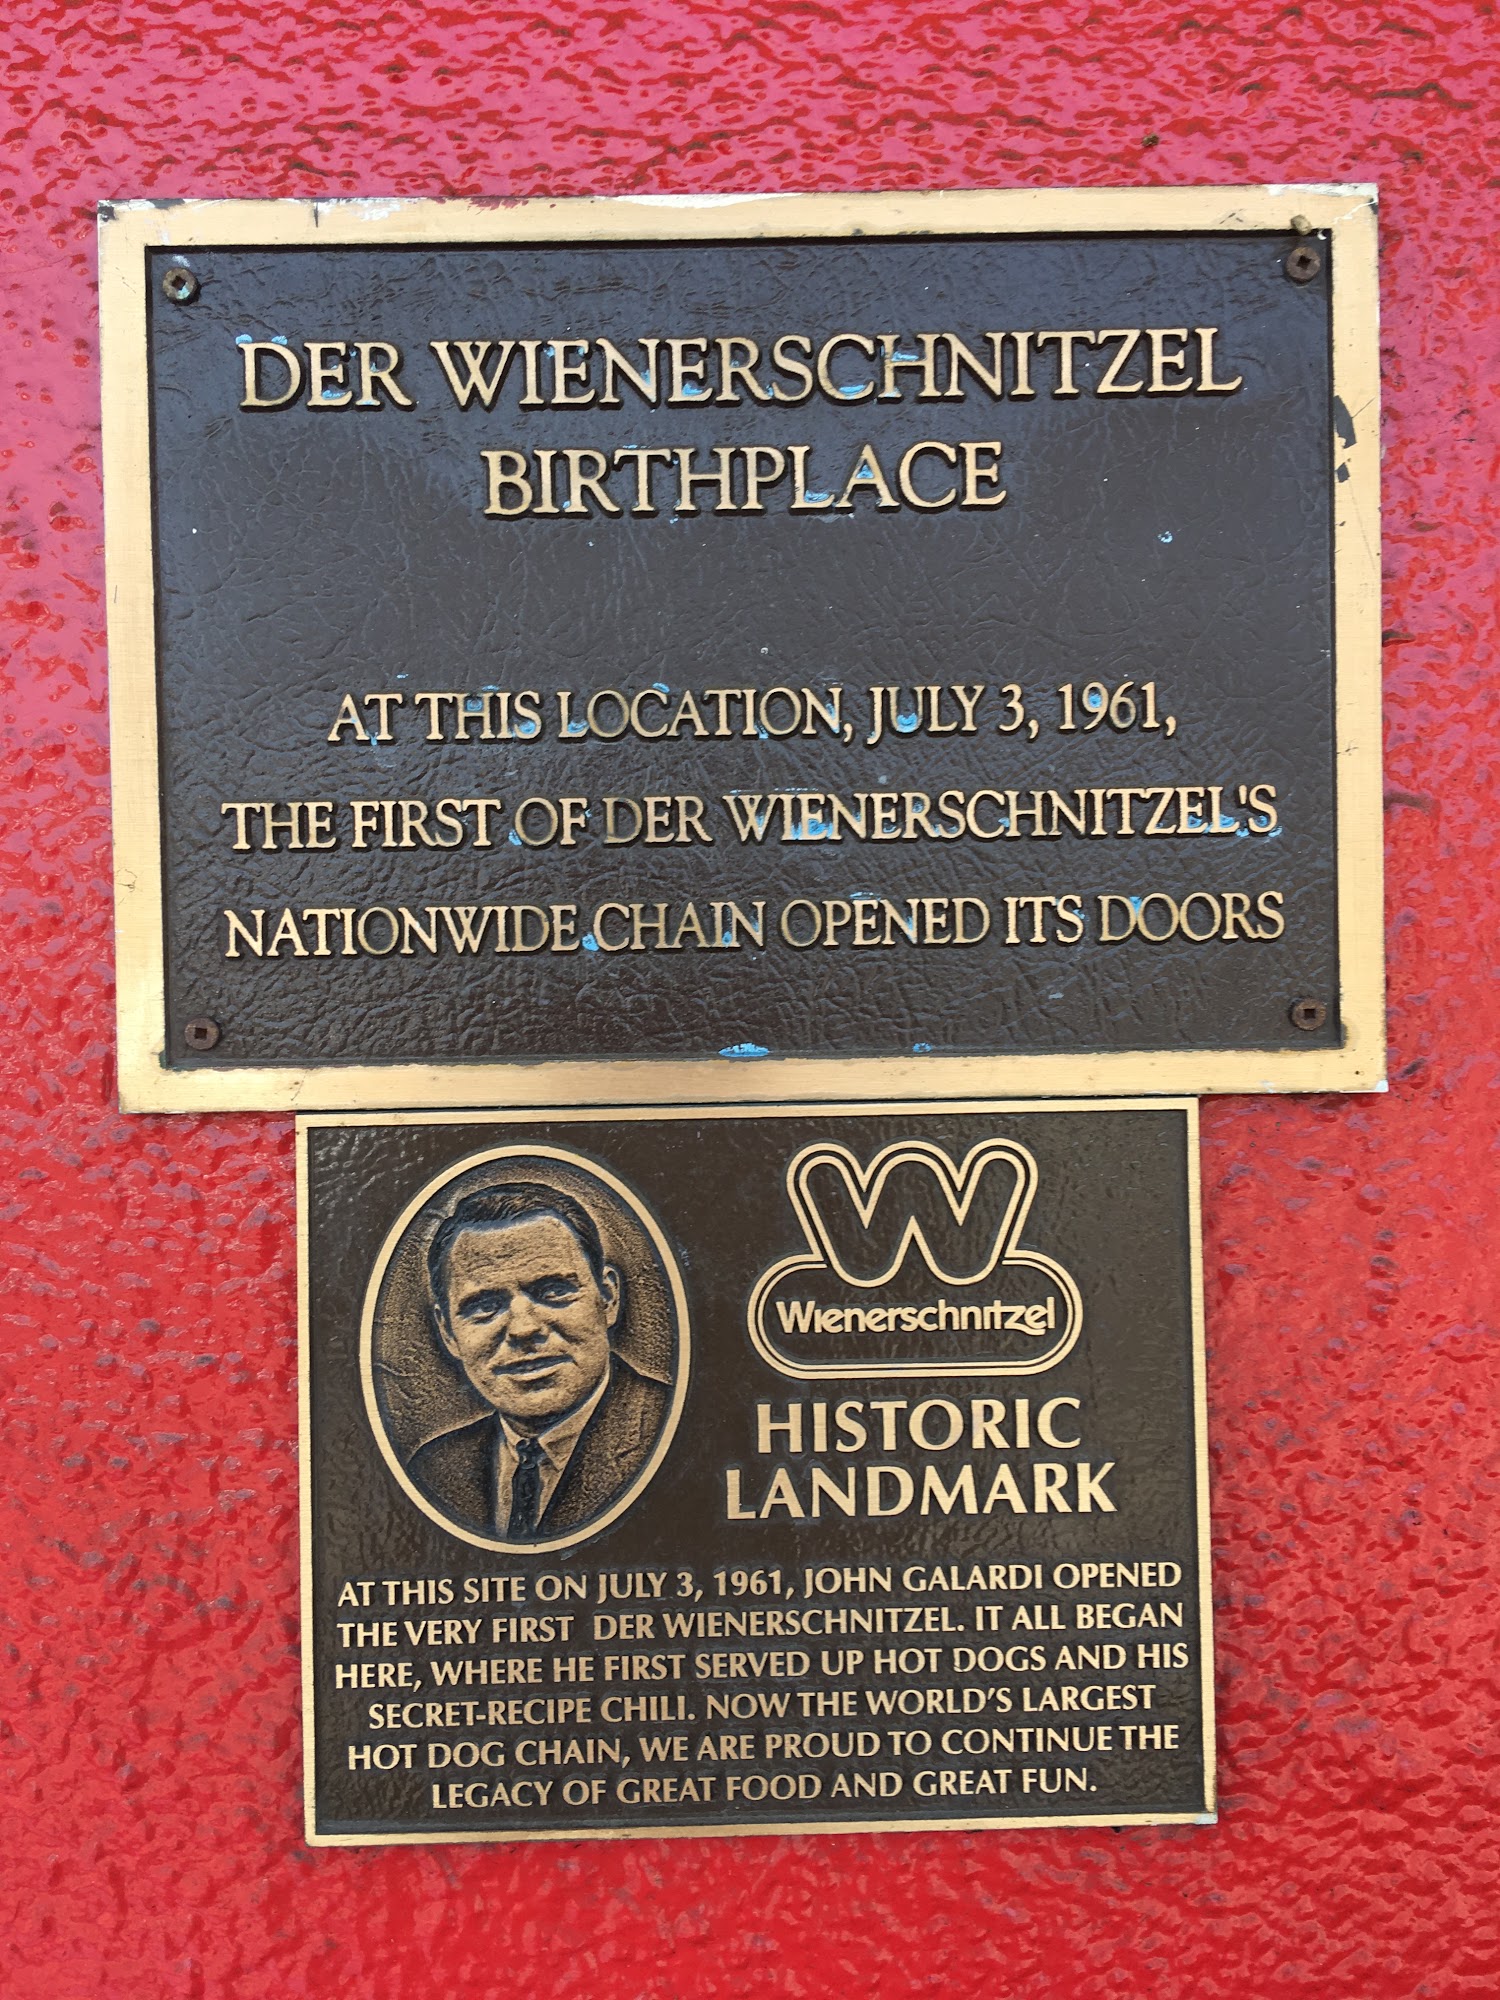 DER WIENERSCHNITZEL
BIRTHPLACE
AT THIS LOCATION, JULY 3, 1961,
THE FIRST OF DER WIENERSCHNITZEL'S
NATIONWIDE CHAIN OPENED ITS DOORS
W
Wienerschnitzel
HISTORIC
LANDMARK
AT THIS SITE ON JULY 3, 1961, JOHN GALARDI OPENED
THE VERY FIRST DER WIENERSCHNITZEL. IT ALL BEGAN
HERE, WHERE HE FIRST SERVED UP HOT DOGS AND HIS
SECRET-RECIPE CHILI. NOW THE WORLD'S LARGEST
HOT DOG CHAIN, WE ARE PROUD TO CONTINUE THE
LEGACY OF GREAT FOOD AND GREAT FUN.